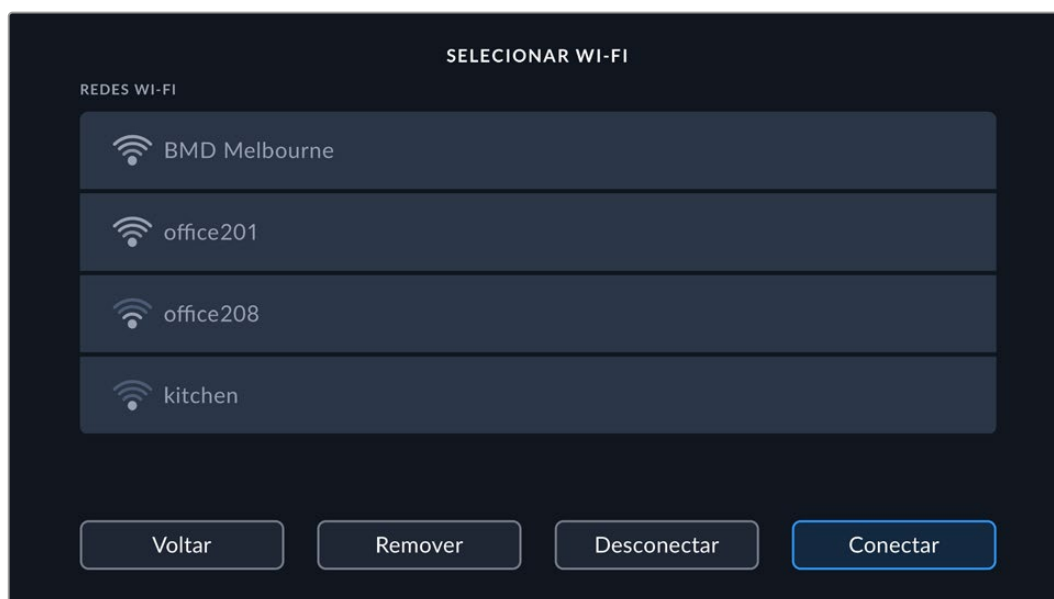 SELECIONAR WI-FI
REDES WI-FI
BMD Melbourne
office201
office208
kitchen
Voltar Remover Desconectar Conectar